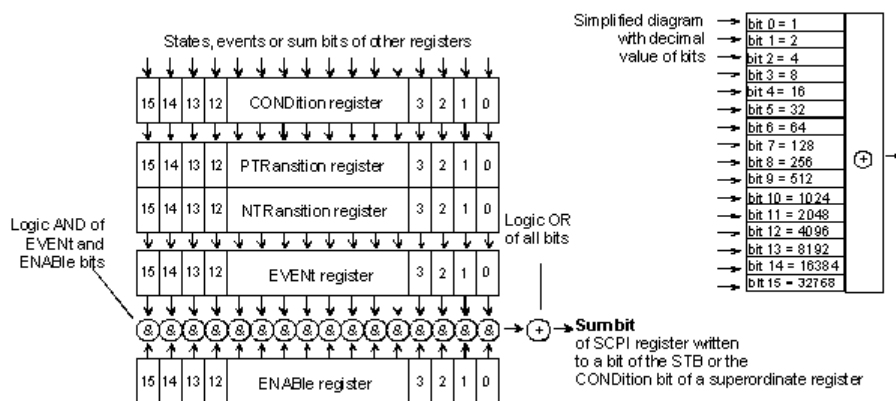 States, events or sum bits of other registers
15 14 13 12 CONDition register 3 2 1 0
15 14 13 12 PTRansition register 3 2 1 0
15 14 13 12 NTRansition register 3 2 1 0
Logic AND of
EVENt and
ENABle bits
Logic OR
of all bits
15 14 13 12 EVENt register 3 2 1 0
& & & & & & & & & & & & & & & & +
Sum bit
of SCPI register written
to a bit of the STB or the
CONDition bit of a superordinate register
15 14 13 12 ENABle register 3 2 1 0
Simplified diagram
with decimal
value of bits
bit 0 = 1
bit 1 = 2
bit 2 = 4
bit 3 = 8
bit 4 = 16
bit 5 = 32
bit 6 = 64
bit 7 = 128
bit 8 = 256
bit 9 = 512
bit 10 = 1024
bit 11 = 2048
bit 12 = 4096
bit 13 = 8192
bit 14 = 16384
bit 15 = 32768
+